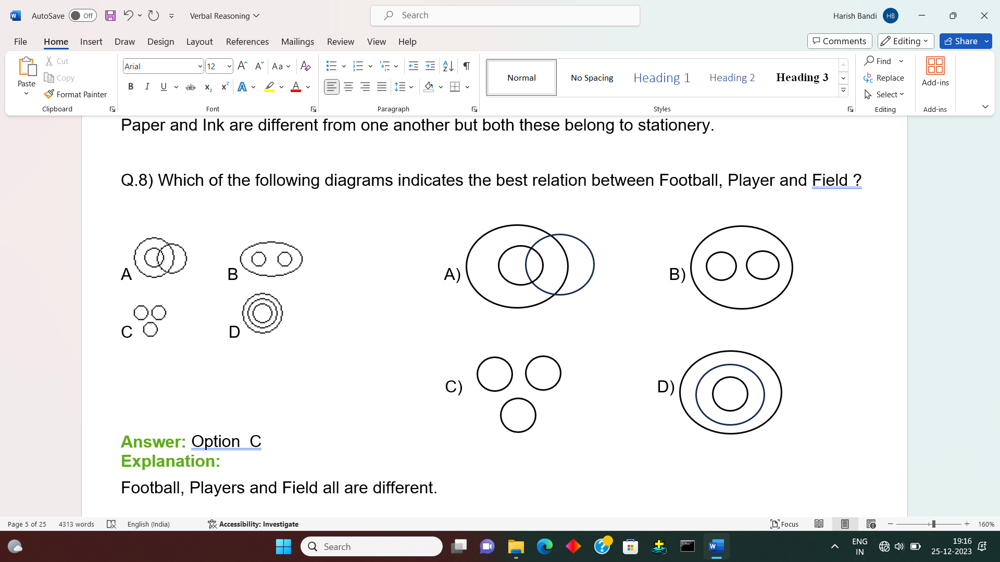 AutoSave Off Verbal Reasoning Search Harish Bandi HB
File Home Insert Draw Design Layout References Mailings Review View Help Comments Editing Share
Paste Cut Copy Format Painter
Clipboard
Arial 12 A A Aa A
B I U ab x2 x2 A A
Font
Paragraph
Normal No Spacing Heading 1 Heading 2 Heading 3
Styles
Find
Replace
Select
Editing
Add-ins
Add-ins
Paper and Ink are different from one another but both these belong to stationery.
Q.8) Which of the following diagrams indicates the best relation between Football, Player and Field ?
A B A) B)
C D
C) D)
Answer: Option C
Explanation:
Football, Players and Field all are different.
Page 5 of 25 4313 words English (India) Accessibility: Investigate Focus 160%
Search ENG IN 19:16 25-12-2023